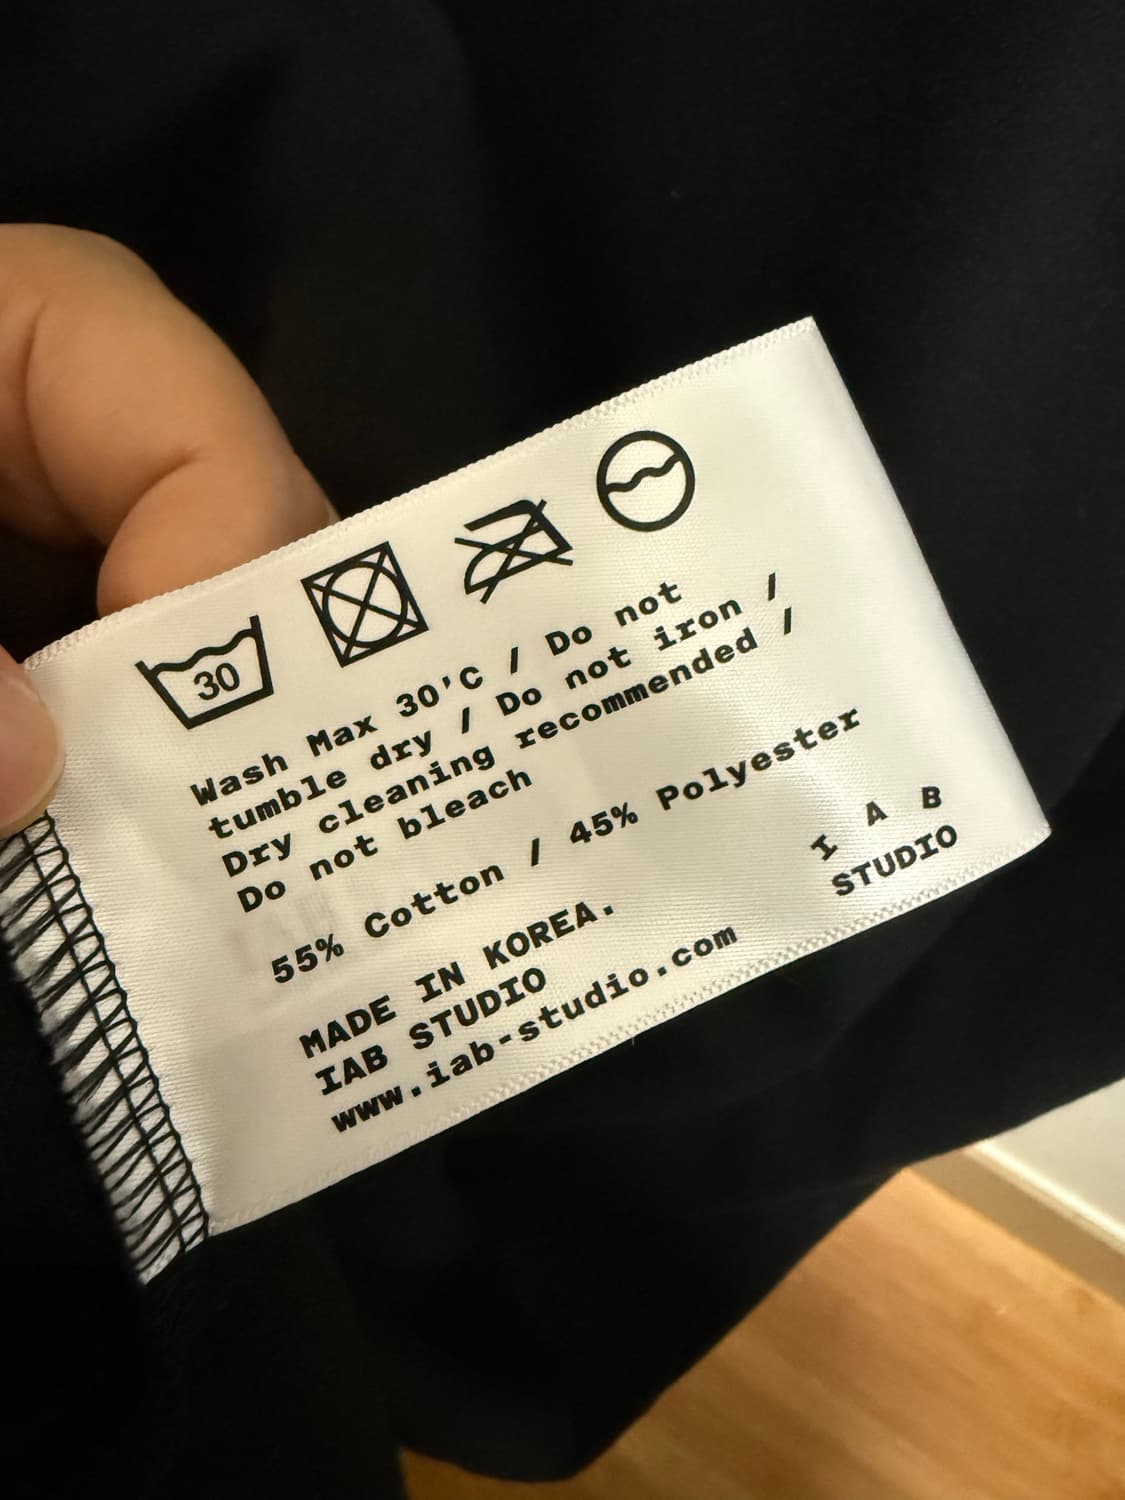 30
Wash Max 30'C / Do not
tumble dry / Do not iron /
Dry cleaning recommended /
Do not bleach
55% Cotton / 45% Polyester
MADE IN KOREA.
IAB STUDIO
www.iab-studio.com
I A B
STUDIO